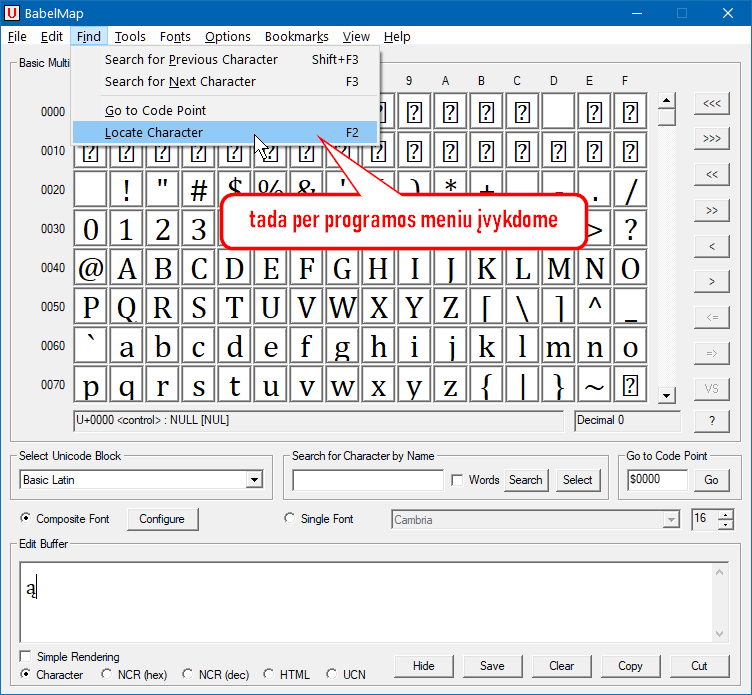 BabelMap
File Edit Find Tools Fonts Options Bookmarks View Help
Search for Previous Character Shift+F3
Search for Next Character F3
Go to Code Point
Locate Character F2
Basic Multi
9 A B C D E F
0000
0010
0020 ! " # $ % & ' ) * + - . /
0030 0 1 2 3 > ?
tada per programos meniu įvykdome
0040 @ A B C D E F G H I J K L M N O
0050 P Q R S T U V W X Y Z [ \ ] ^ _
0060 ` a b c d e f g h i j k l m n o
0070 p q r s t u v w x y z { | } ~
<<<
>>>
<<
>>
<
>
<=
=>
VS
U+0000 <control> : NULL [NUL] Decimal 0 ?
Select Unicode Block Search for Character by Name Go to Code Point
Basic Latin Words Search Select $0000 Go
Composite Font Configure Single Font Cambria 16
Edit Buffer
ą
Simple Rendering
Character NCR (hex) NCR (dec) HTML UCN Hide Save Clear Copy Cut